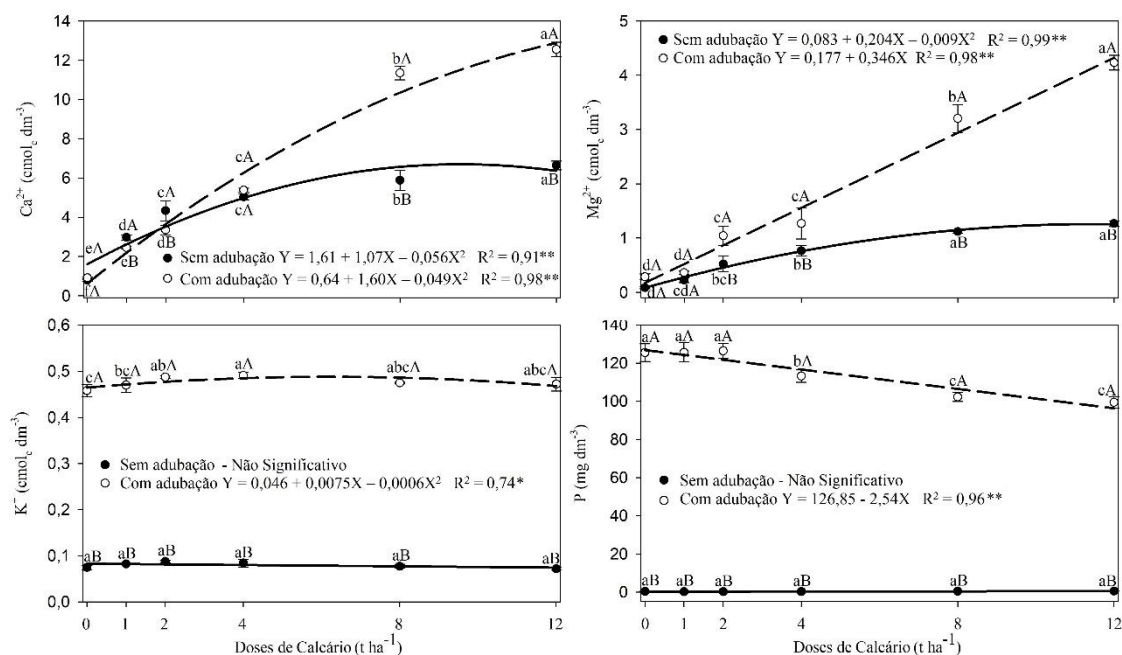 14
12
10
8
6
4
2
0
Ca²⁺ (cmol_c dm⁻³)
eA
dA
eB
cA
dB
cA
cA
bA
bB
aA
aB
Sem adubação Y = 1,61 + 1,07X – 0,056X² R² = 0,91**
Com adubação Y = 0,64 + 1,60X – 0,049X² R² = 0,98**
5
4
3
2
1
0
Mg²⁺ (cmol_c dm⁻³)
Sem adubação Y = 0,083 + 0,204X – 0,009X² R² = 0,99**
Com adubação Y = 0,177 + 0,346X R² = 0,98**
dA
dA
dA
cdA
cA
bcB
cA
bB
bA
aB
aA
aB
0,6
0,5
0,4
0,3
0,2
0,1
0,0
K⁻ (cmol_c dm⁻³)
cA bcA abA aA abcA abcA
Sem adubação - Não Significativo
Com adubação Y = 0,046 + 0,0075X – 0,0006X² R² = 0,74*
aB aB aB aB aB aB
0 1 2 4 8 12
Doses de Calcário (t ha⁻¹)
140
120
100
80
60
40
20
0
P (mg dm⁻³)
aA aA aA bA cA cA
Sem adubação - Não Significativo
Com adubação Y = 126,85 - 2,54X R² = 0,96**
aB aB aB aB aB aB
0 1 2 4 8 12
Doses de Calcário (t ha⁻¹)